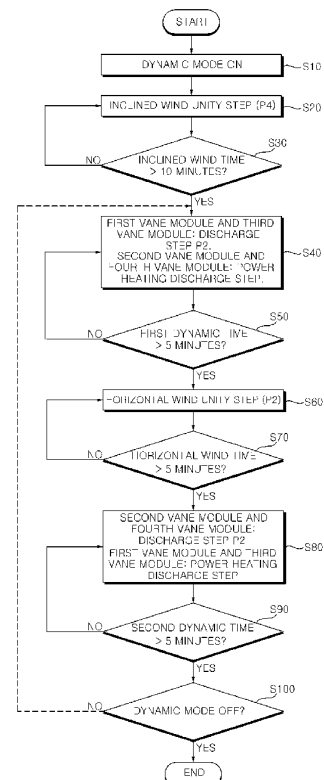 START
DYNAMIC MODE ON
S10
INCLINED WIND UNITY STEP (P4)
S20
S30
INCLINED WIND TIME
> 10 MINUTES?
NO
YES
FIRST VANE MODULE AND THIRD
VANE MODULE: DISCHARGE
STEP P2.
SECOND VANE MODULE AND
FOURTH VANE MODULE: POWER
HEATING DISCHARGE STEP.
S40
S50
FIRST DYNAMIC TIME
> 5 MINUTES?
NO
YES
HORIZONTAL WIND UNITY STEP (P2)
S60
S70
HORIZONTAL WIND TIME
> 5 MINUTES?
NO
YES
SECOND VANE MODULE AND
FOURTH VANE MODULE:
DISCHARGE STEP P2
FIRST VANE MODULE AND THIRD
VANE MODULE: POWER HEATING
DISCHARGE STEP
S80
S90
SECOND DYNAMIC TIME
> 5 MINUTES?
NO
YES
S100
DYNAMIC MODE OFF?
NO
YES
END